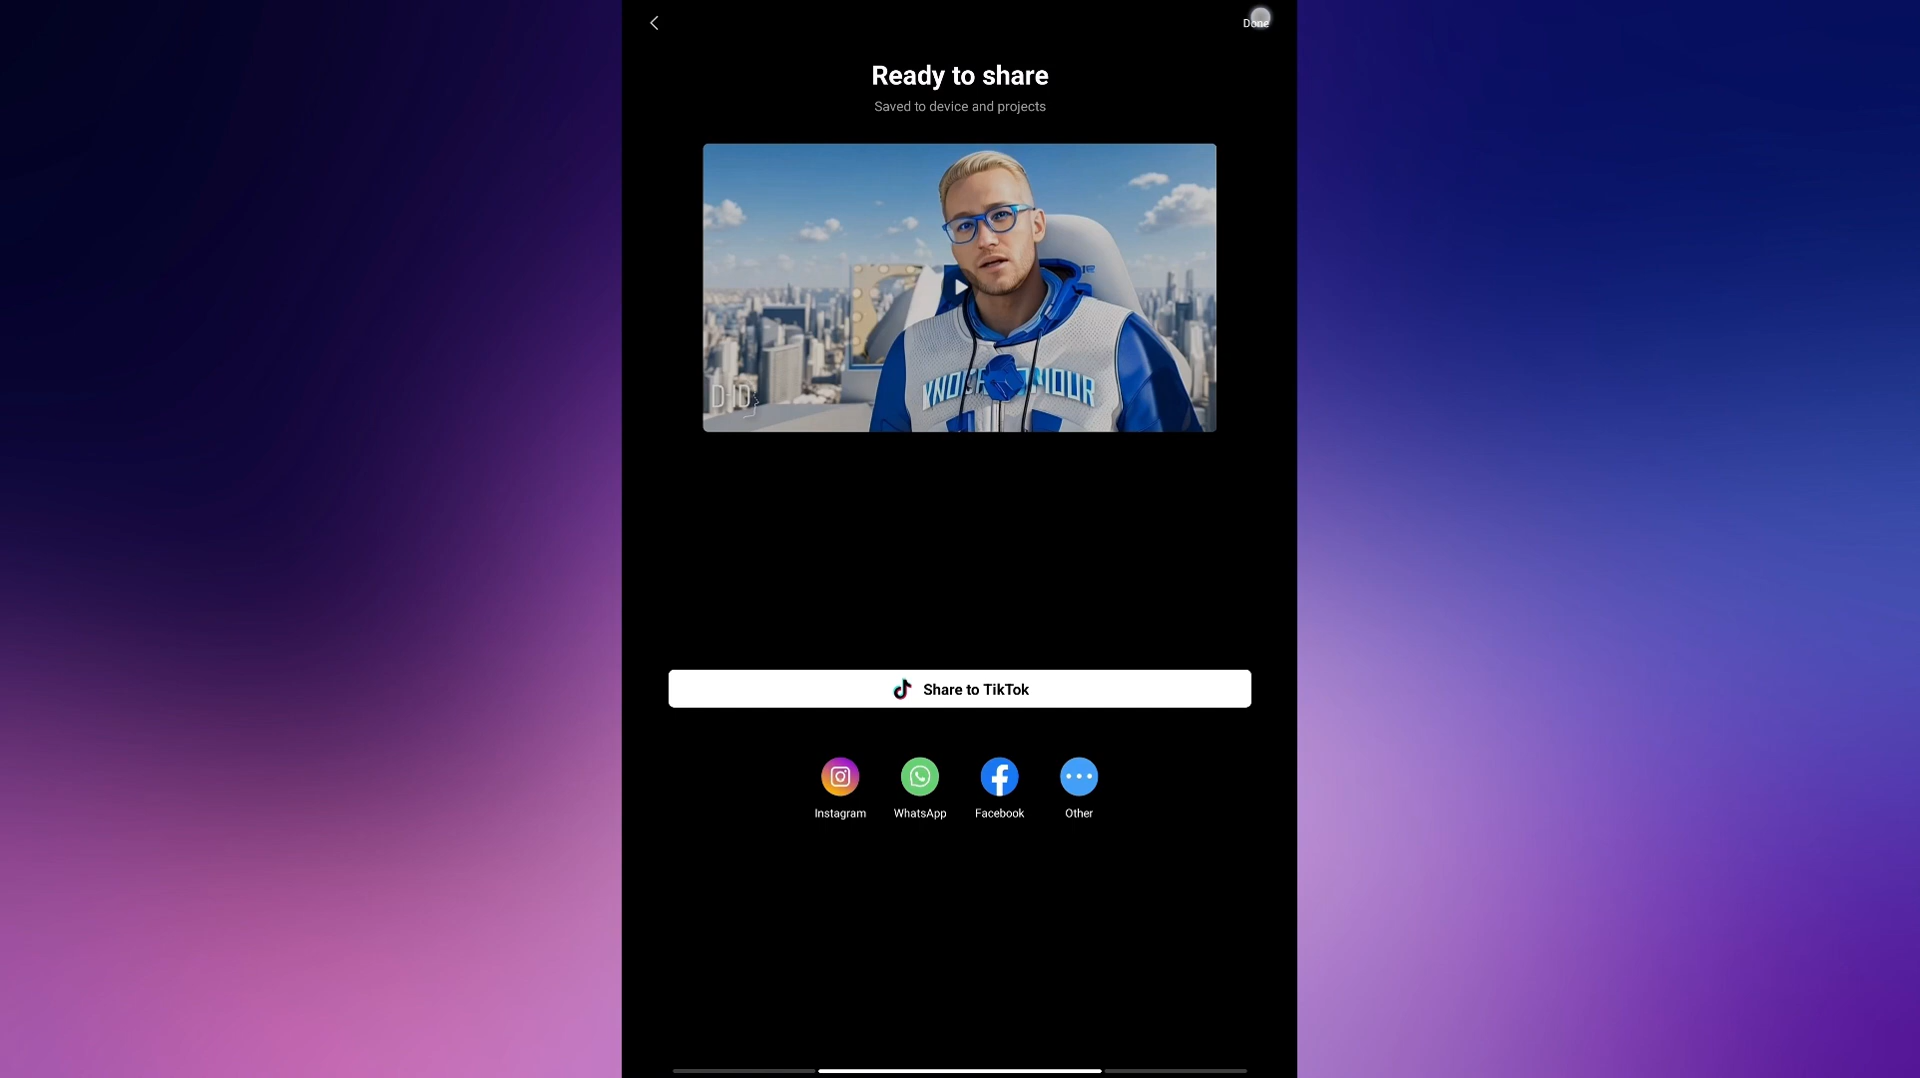 Done
Ready to share
Saved to device and projects
D-ID
Share to TikTok
Instagram
WhatsApp
Facebook
Other